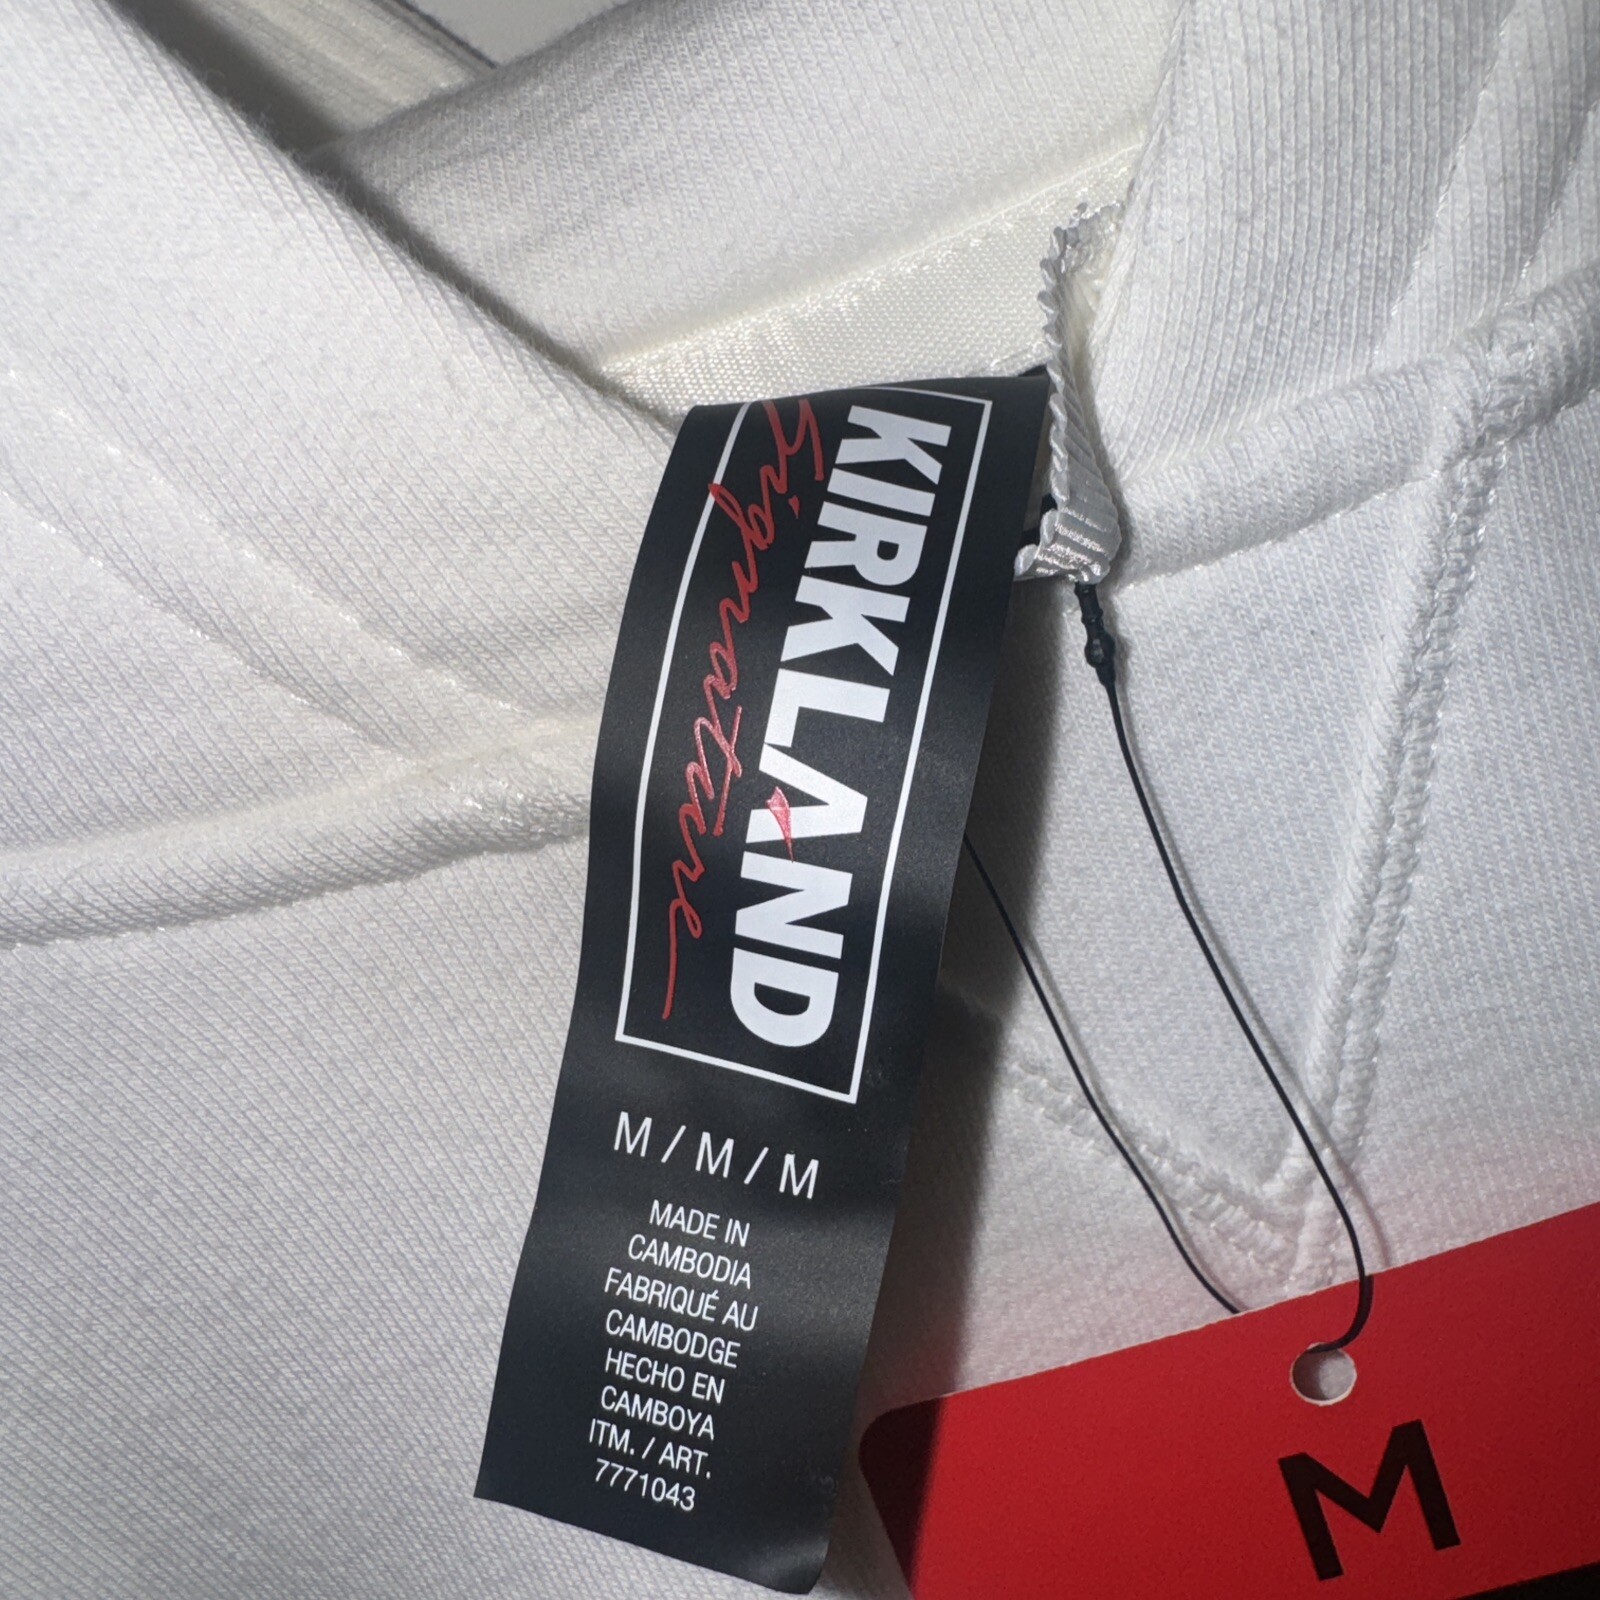 KIRKLAND
Signature
M / M / M
MADE IN
CAMBODIA
FABRIQUÉ AU
CAMBODGE
HECHO EN
CAMBOYA
ITM. / ART.
7771043
M